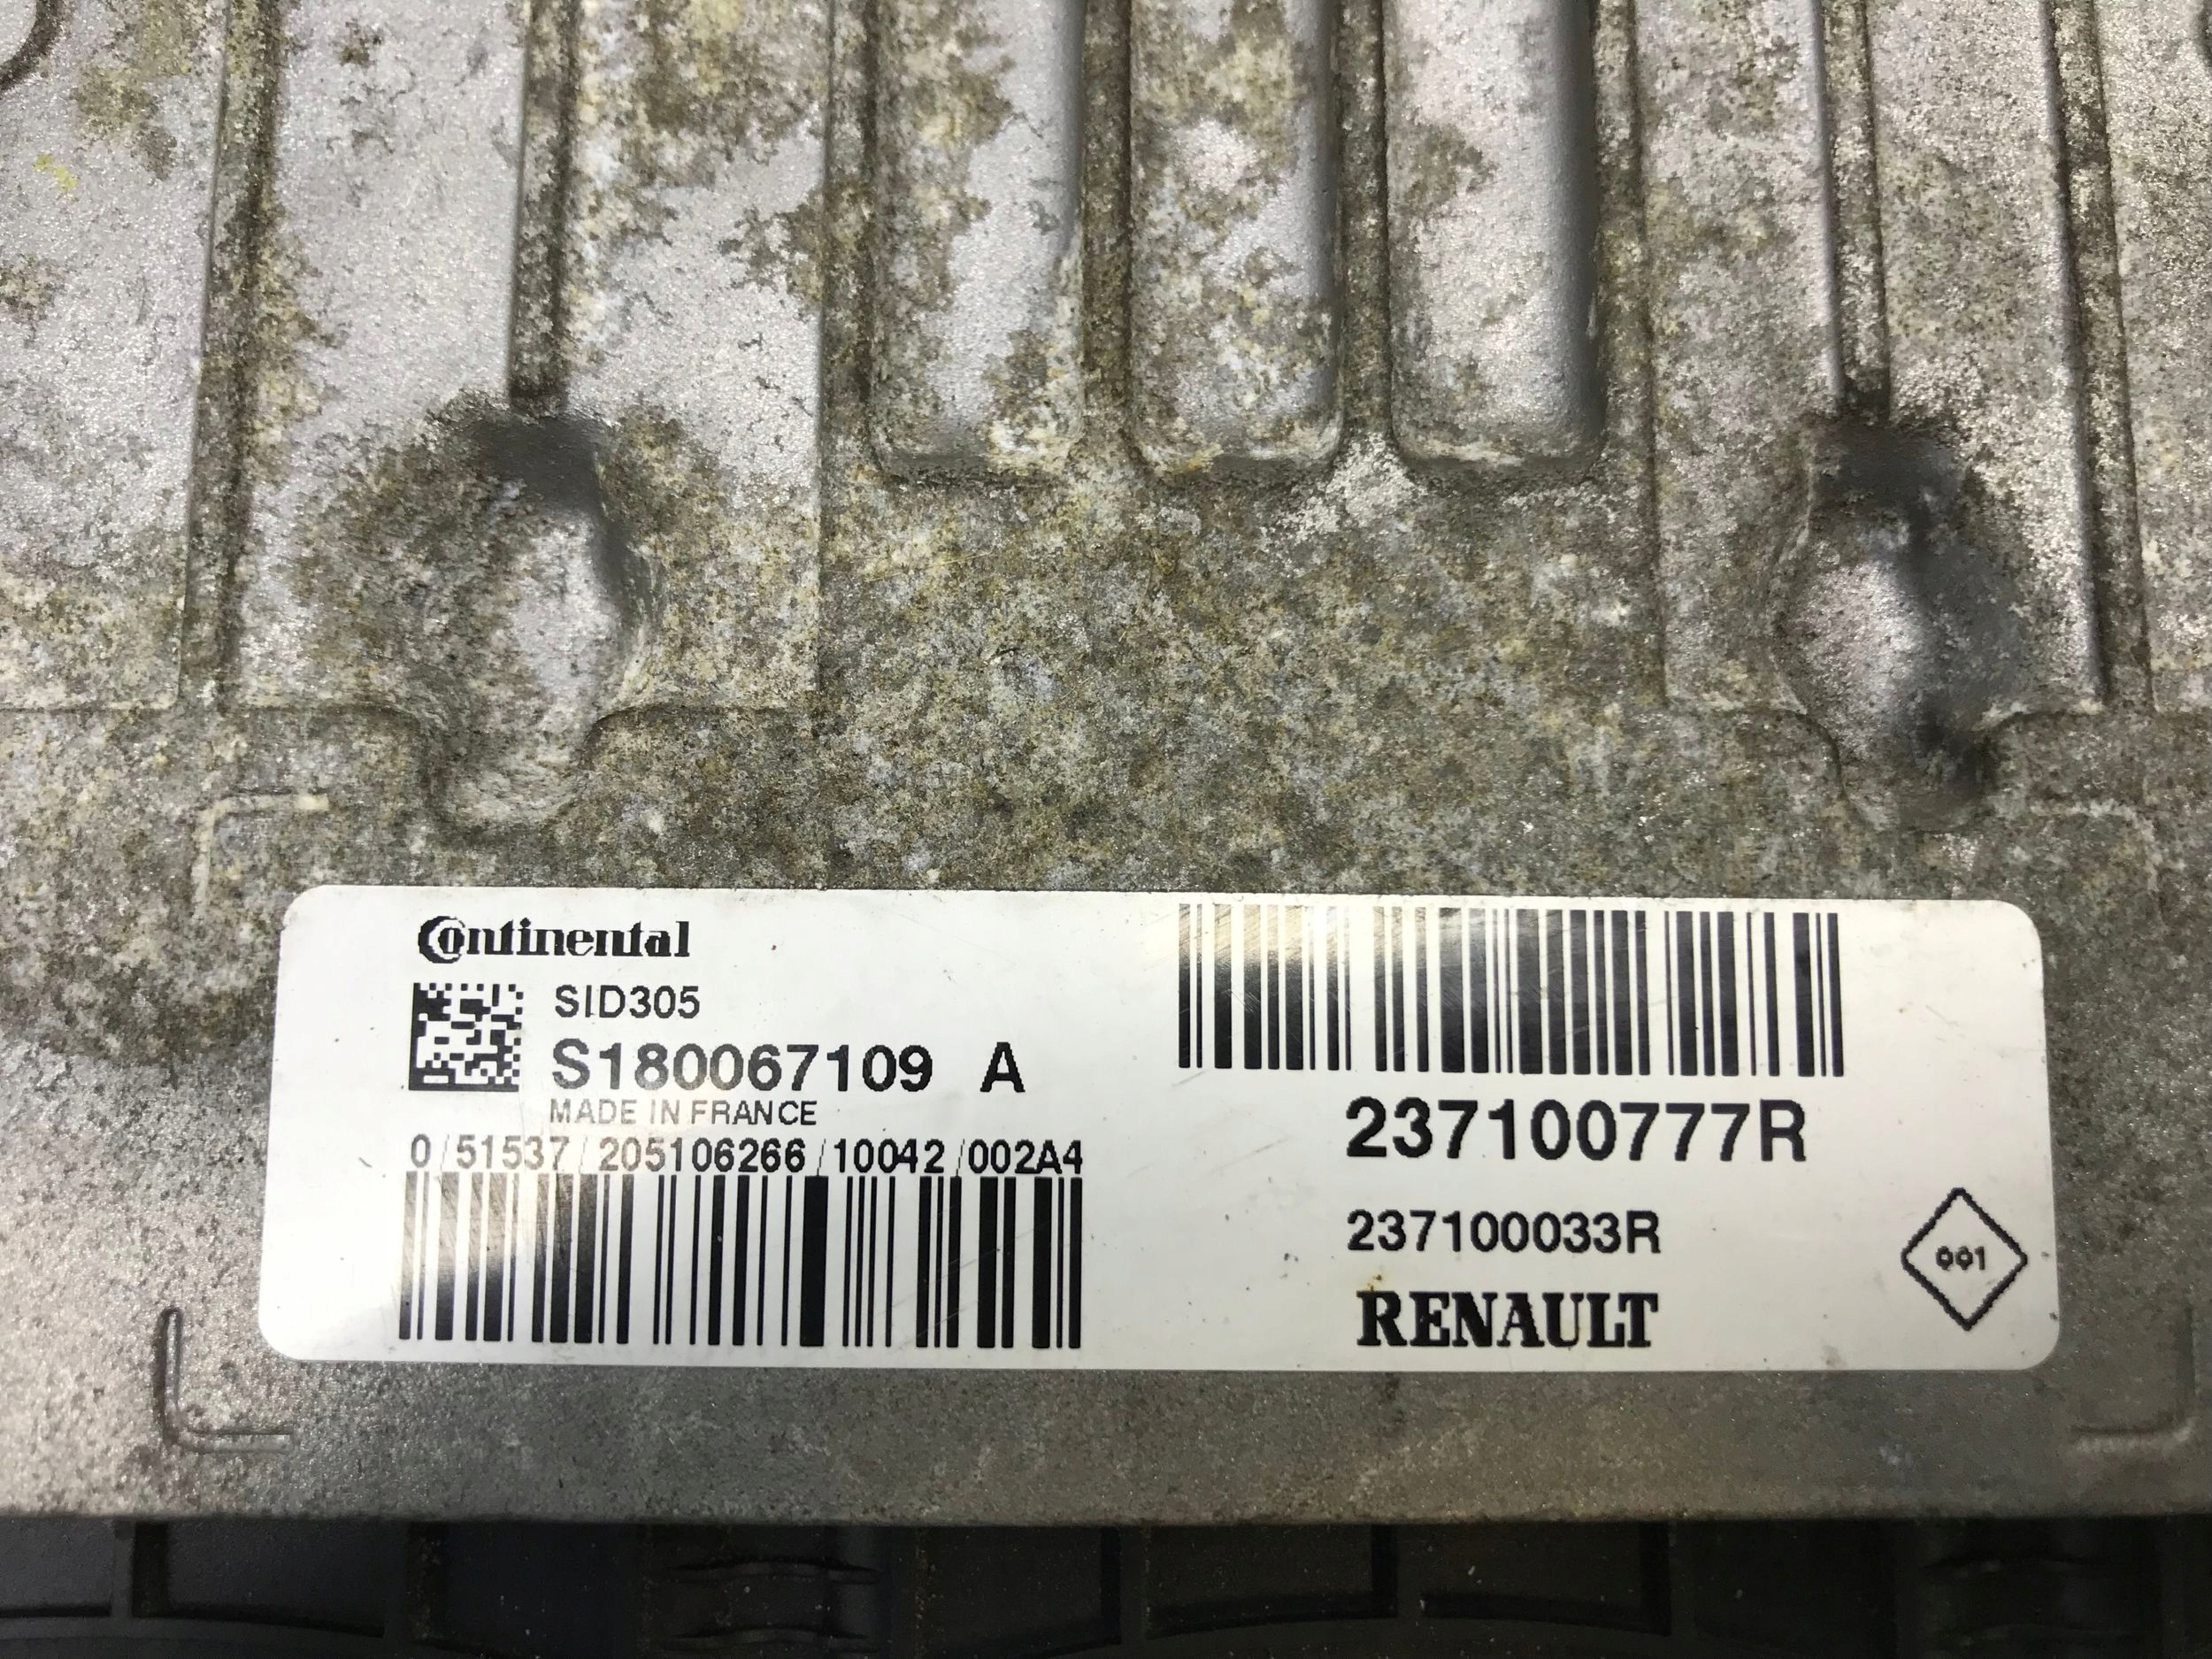 Continental
SID305
S180067109 A
MADE IN FRANCE
0/51537/205106266/10042/002A4
237100777R
237100033R
RENAULT
001